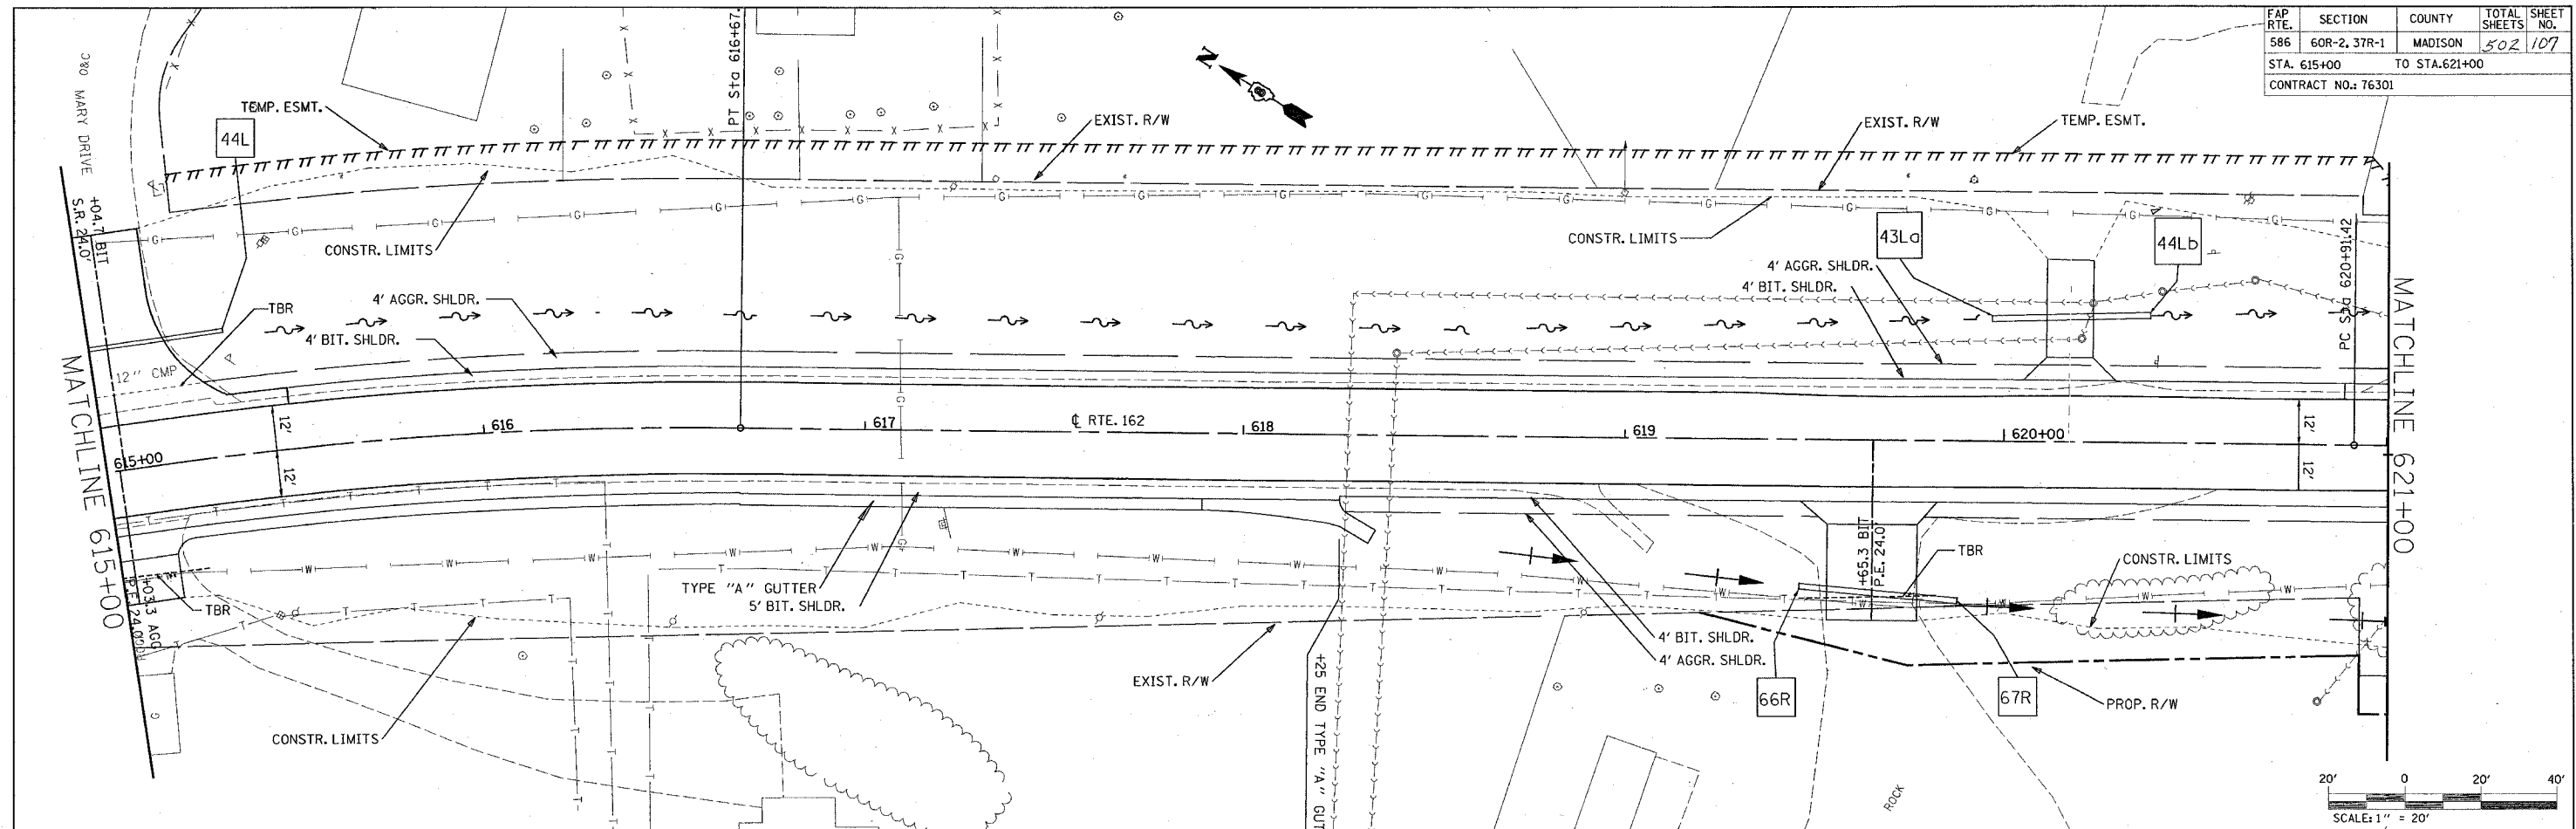 FAP RTE. SECTION COUNTY TOTAL SHEETS SHEET NO.
586 60R-2, 37R-1 MADISON 502 107
STA. 615+00 TO STA.621+00
CONTRACT NO.: 76301
N
MARY DRIVE
+04.7 BIT
S.R. 24.0'
MATCHLINE 615+00
TEMP. ESMT.
44L
PT Sta 616+67.
EXIST. R/W
EXIST. R/W
TEMP. ESMT.
CONSTR. LIMITS
CONSTR. LIMITS
43La
44Lb
PC Sta 620+91.42
MATCHLINE 621+00
TBR
4' AGGR. SHLDR.
4' BIT. SHLDR.
4' AGGR. SHLDR.
4' BIT. SHLDR.
12" CMP
12'
12'
615+00
616
617
℄ RTE. 162
618
619
620+00
12'
12'
+03.3 AGG
TBR
TYPE "A" GUTTER
5' BIT. SHLDR.
CONSTR. LIMITS
EXIST. R/W
+25 END TYPE "A" GUT
4' BIT. SHLDR.
4' AGGR. SHLDR.
+65.3 BIT
P.E. 24.0'
TBR
CONSTR. LIMITS
66R
67R
PROP. R/W
ROCK
20' 0 20' 40'
SCALE: 1" = 20'